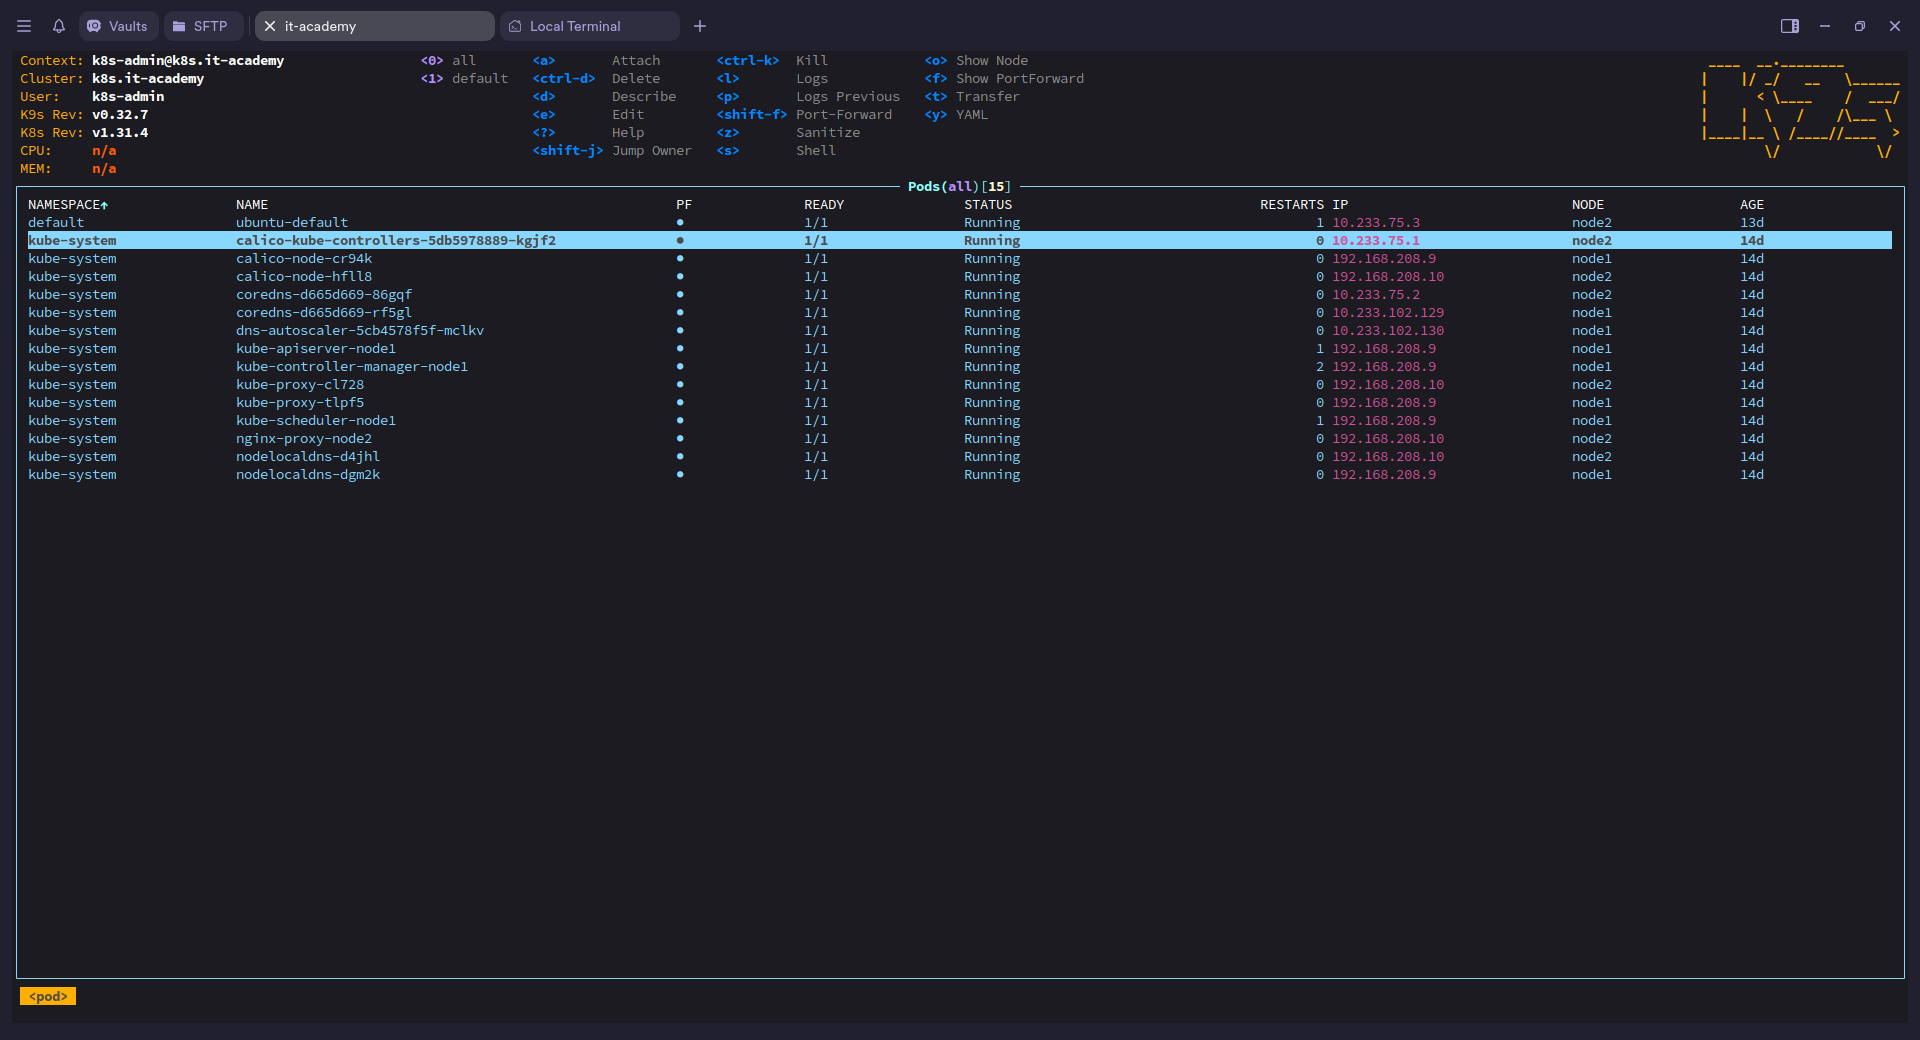 Vaults SFTP it-academy Local Terminal
Context: k8s-admin@k8s.it-academy <0> all <a> Attach <ctrl-k> Kill <o> Show Node
Cluster: k8s.it-academy <1> default <ctrl-d> Delete <l> Logs <f> Show PortForward
User: k8s-admin <d> Describe <p> Logs Previous <t> Transfer
K9s Rev: v0.32.7 <e> Edit <shift-f> Port-Forward <y> YAML
K8s Rev: v1.31.4 <?> Help <z> Sanitize
CPU: n/a <shift-j> Jump Owner <s> Shell
MEM: n/a
Pods(all)[15]
NAMESPACE↑ NAME PF READY STATUS RESTARTS IP NODE AGE
default ubuntu-default ● 1/1 Running 1 10.233.75.3 node2 13d
kube-system calico-kube-controllers-5db5978889-kgjf2 ● 1/1 Running 0 10.233.75.1 node2 14d
kube-system calico-node-cr94k ● 1/1 Running 0 192.168.208.9 node1 14d
kube-system calico-node-hfll8 ● 1/1 Running 0 192.168.208.10 node2 14d
kube-system coredns-d665d669-86gqf ● 1/1 Running 0 10.233.75.2 node2 14d
kube-system coredns-d665d669-rf5gl ● 1/1 Running 0 10.233.102.129 node1 14d
kube-system dns-autoscaler-5cb4578f5f-mclkv ● 1/1 Running 0 10.233.102.130 node1 14d
kube-system kube-apiserver-node1 ● 1/1 Running 1 192.168.208.9 node1 14d
kube-system kube-controller-manager-node1 ● 1/1 Running 2 192.168.208.9 node1 14d
kube-system kube-proxy-cl728 ● 1/1 Running 0 192.168.208.10 node2 14d
kube-system kube-proxy-tlpf5 ● 1/1 Running 0 192.168.208.9 node1 14d
kube-system kube-scheduler-node1 ● 1/1 Running 1 192.168.208.9 node1 14d
kube-system nginx-proxy-node2 ● 1/1 Running 0 192.168.208.10 node2 14d
kube-system nodelocaldns-d4jhl ● 1/1 Running 0 192.168.208.10 node2 14d
kube-system nodelocaldns-dgm2k ● 1/1 Running 0 192.168.208.9 node1 14d
<pod>